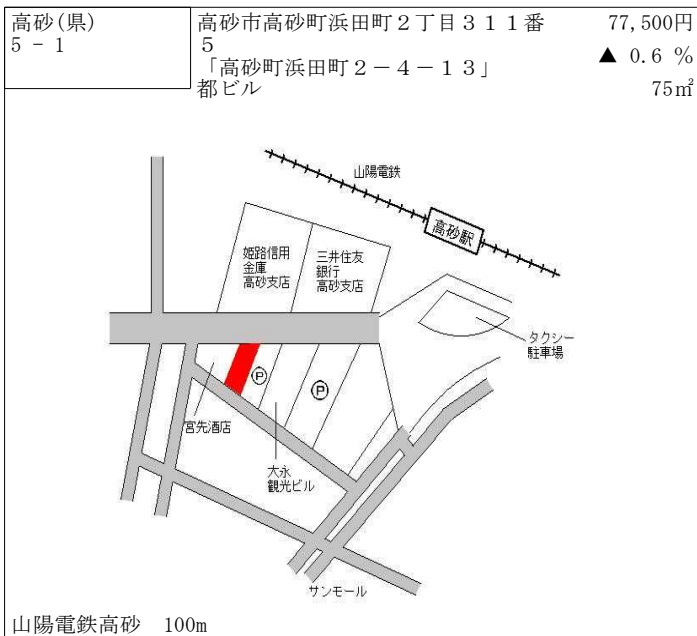 高砂(県)
5 - 1
高砂市高砂町浜田町２丁目３１１番
5
「高砂町浜田町２－４－１３」
都ビル
77,500円
▲ 0.6 %
75㎡
山陽電鉄
高砂駅
姫路信用
金庫
高砂支店
三井住友
銀行
高砂支店
タクシー
駐車場
Ⓟ
Ⓟ
宮先酒店
大永
観光ビル
サンモール
山陽電鉄高砂　100m